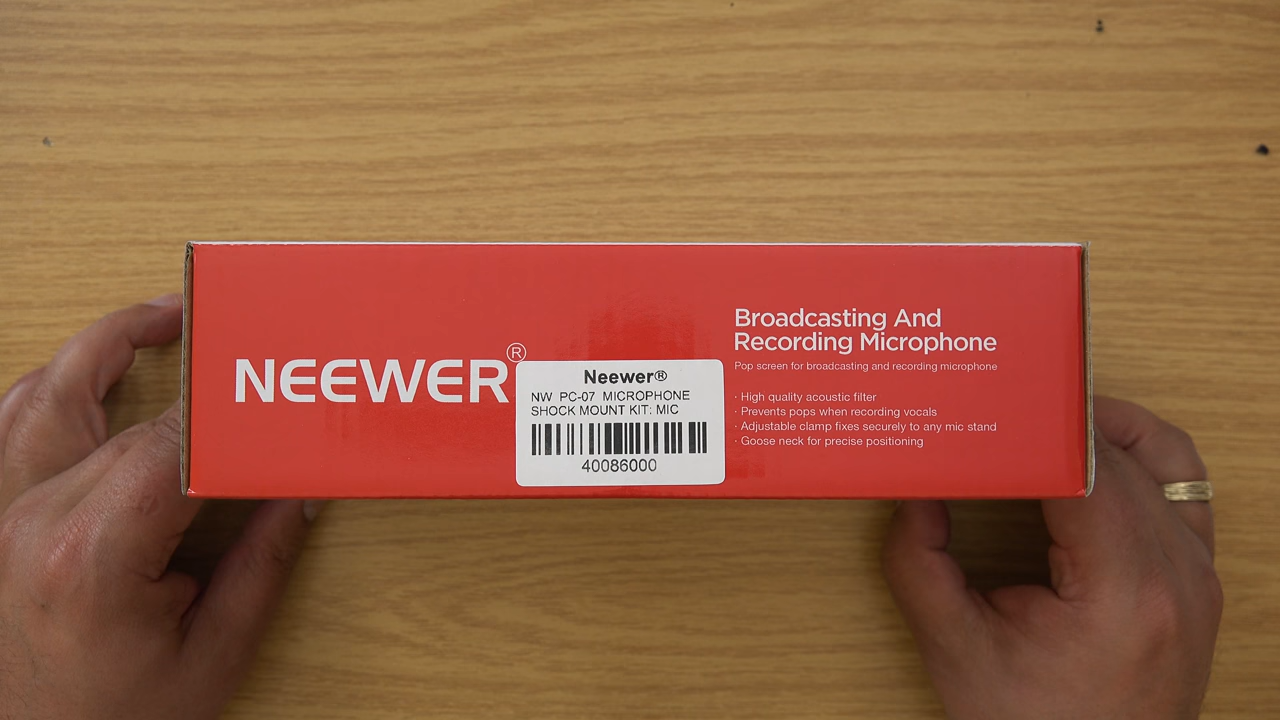 NEEWER®
Neewer®
NW PC-07 MICROPHONE
SHOCK MOUNT KIT: MIC
40086000
Broadcasting And
Recording Microphone
Pop screen for broadcasting and recording microphone
· High quality acoustic filter
· Prevents pops when recording vocals
· Adjustable clamp fixes securely to any mic stand
· Goose neck for precise positioning